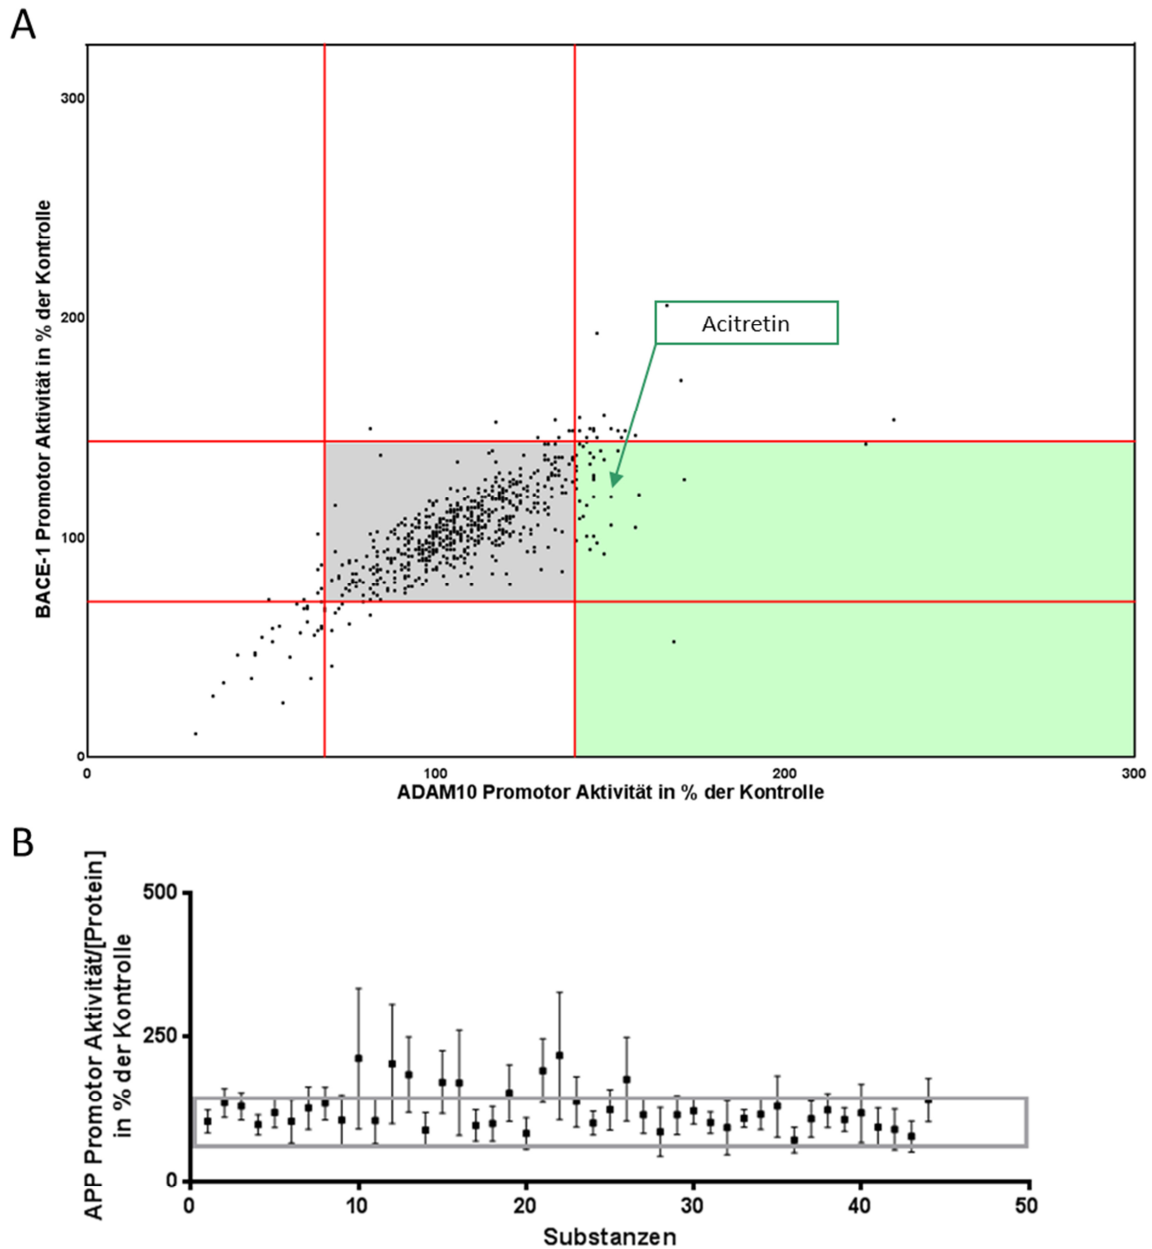 A
300
200
100
0
BACE-1 Promotor Aktivität in % der Kontrolle
Acitretin
0
100
200
300
ADAM10 Promotor Aktivität in % der Kontrolle
B
APP Promotor Aktivität/[Protein]
in % der Kontrolle
500
250
0
0
10
20
30
40
50
Substanzen